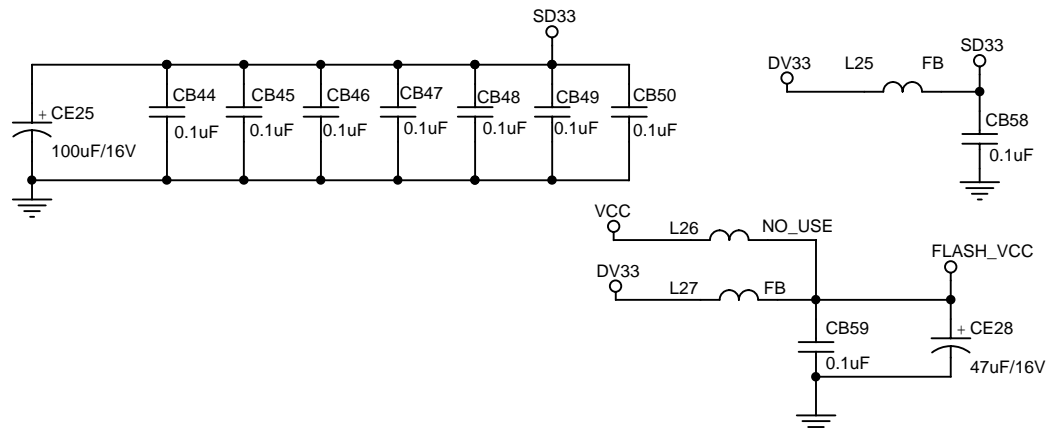 SD33
CE25
100uF/16V
CB44
0.1uF
CB45
0.1uF
CB46
0.1uF
CB47
0.1uF
CB48
0.1uF
CB49
0.1uF
CB50
0.1uF
DV33
L25
FB
SD33
CB58
0.1uF
VCC
L26
NO_USE
DV33
L27
FB
FLASH_VCC
CB59
0.1uF
+ CE28
47uF/16V